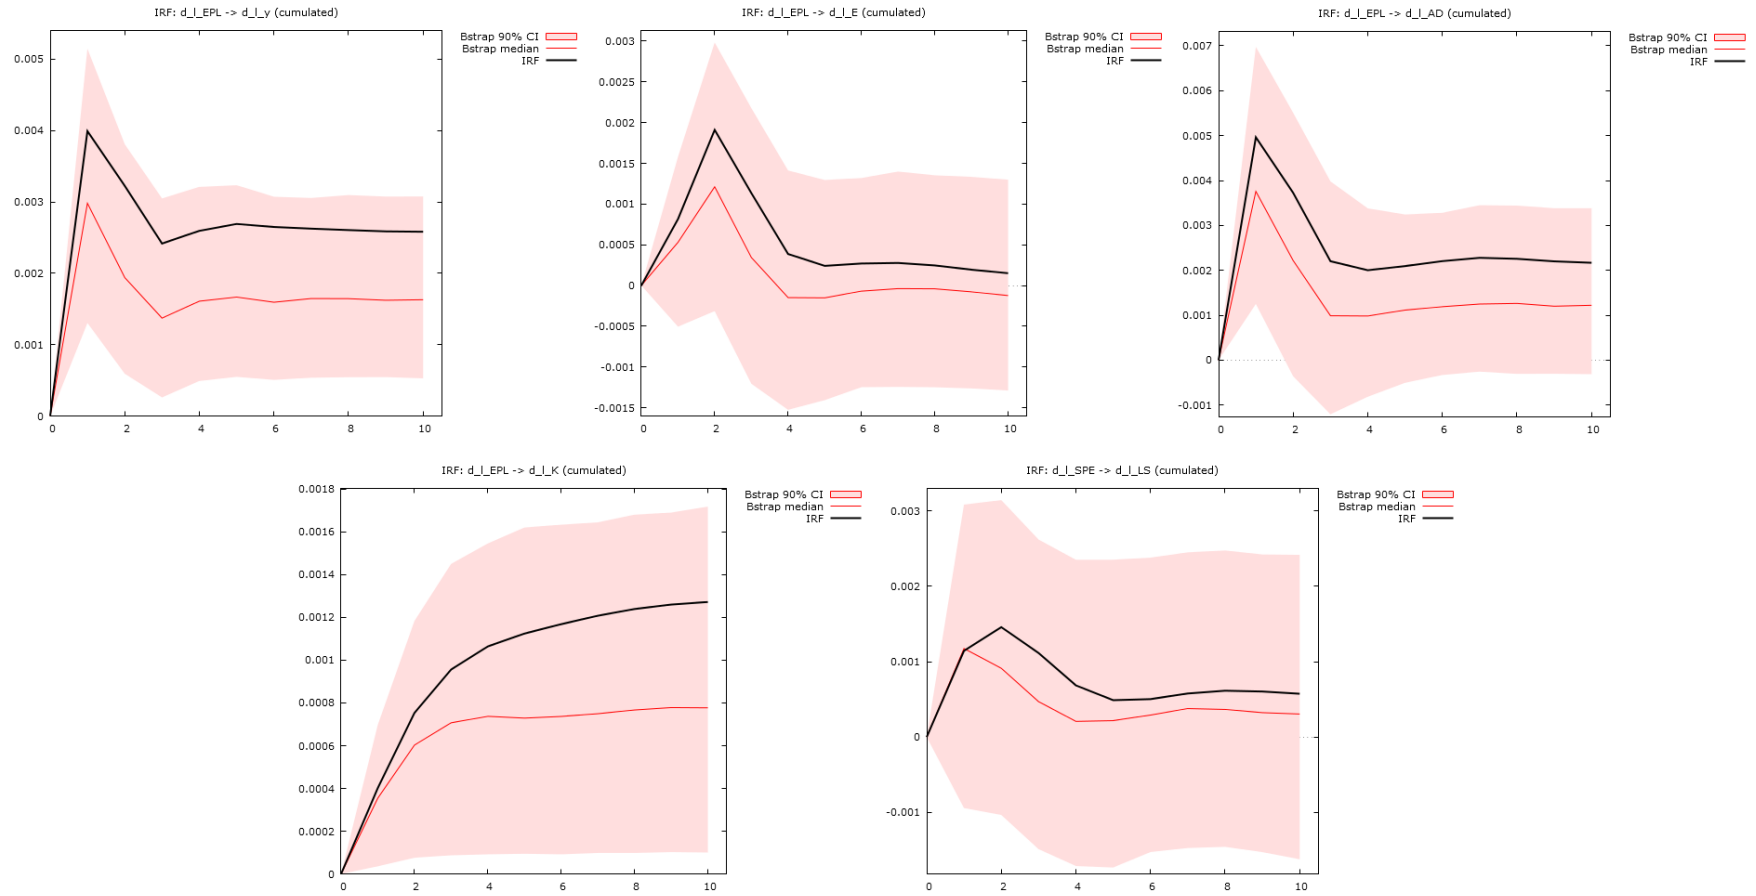 IRF: d_l_EPL -> d_l_y (cumulated)
Bstrap 90% CI
Bstrap median
IRF
0.005
0.004
0.003
0.002
0.001
0
0 2 4 6 8 10
IRF: d_l_EPL -> d_l_E (cumulated)
Bstrap 90% CI
Bstrap median
IRF
0.003
0.0025
0.002
0.0015
0.001
0.0005
0
-0.0005
-0.001
-0.0015
0 2 4 6 8 10
IRF: d_l_EPL -> d_l_AD (cumulated)
Bstrap 90% CI
Bstrap median
IRF
0.007
0.006
0.005
0.004
0.003
0.002
0.001
0
-0.001
0 2 4 6 8 10
IRF: d_l_EPL -> d_l_K (cumulated)
Bstrap 90% CI
Bstrap median
IRF
0.0018
0.0016
0.0014
0.0012
0.001
0.0008
0.0006
0.0004
0.0002
0
0 2 4 6 8 10
IRF: d_l_SPE -> d_l_LS (cumulated)
Bstrap 90% CI
Bstrap median
IRF
0.003
0.002
0.001
0
-0.001
0 2 4 6 8 10